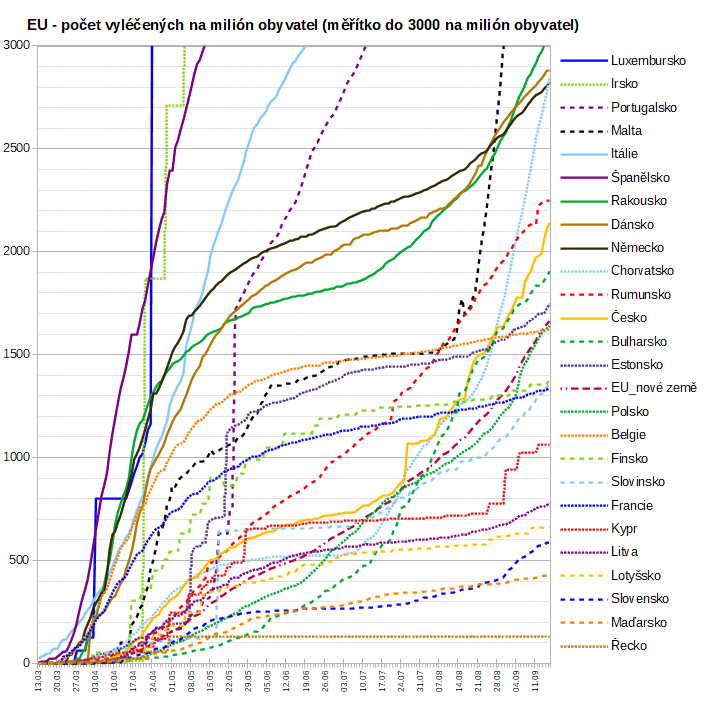 EU - počet vyléčených na milión obyvatel (měřítko do 3000 na milión obyvatel)
3000
2500
2000
1500
1000
500
0
13.03
20.03
27.03
03.04
10.04
17.04
24.04
01.05
08.05
15.05
22.05
29.05
05.06
12.06
19.06
26.06
03.07
10.07
17.07
24.07
31.07
07.08
14.08
21.08
28.08
04.09
11.09
Luxembursko
Irsko
Portugalsko
Malta
Itálie
Španělsko
Rakousko
Dánsko
Německo
Chorvatsko
Rumunsko
Česko
Bulharsko
Estonsko
EU_nové země
Polsko
Belgie
Finsko
Slovinsko
Francie
Kypr
Litva
Lotyšsko
Slovensko
Maďarsko
Řecko